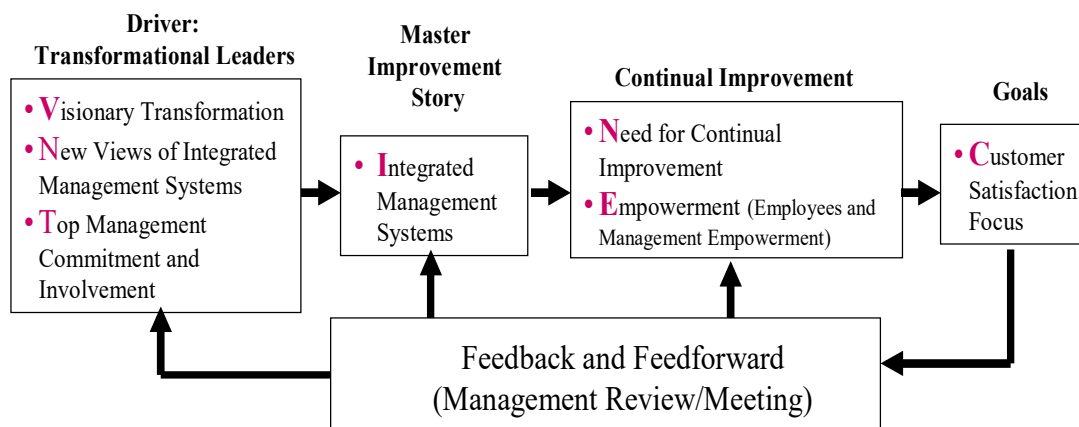 Driver:
Transformational Leaders
• Visionary Transformation
• New Views of Integrated
Management Systems
• Top Management
Commitment and
Involvement
Master
Improvement
Story
• Integrated
Management
Systems
Continual Improvement
• Need for Continual
Improvement
• Empowerment (Employees and
Management Empowerment)
Goals
• Customer
Satisfaction
Focus
Feedback and Feedforward
(Management Review/Meeting)